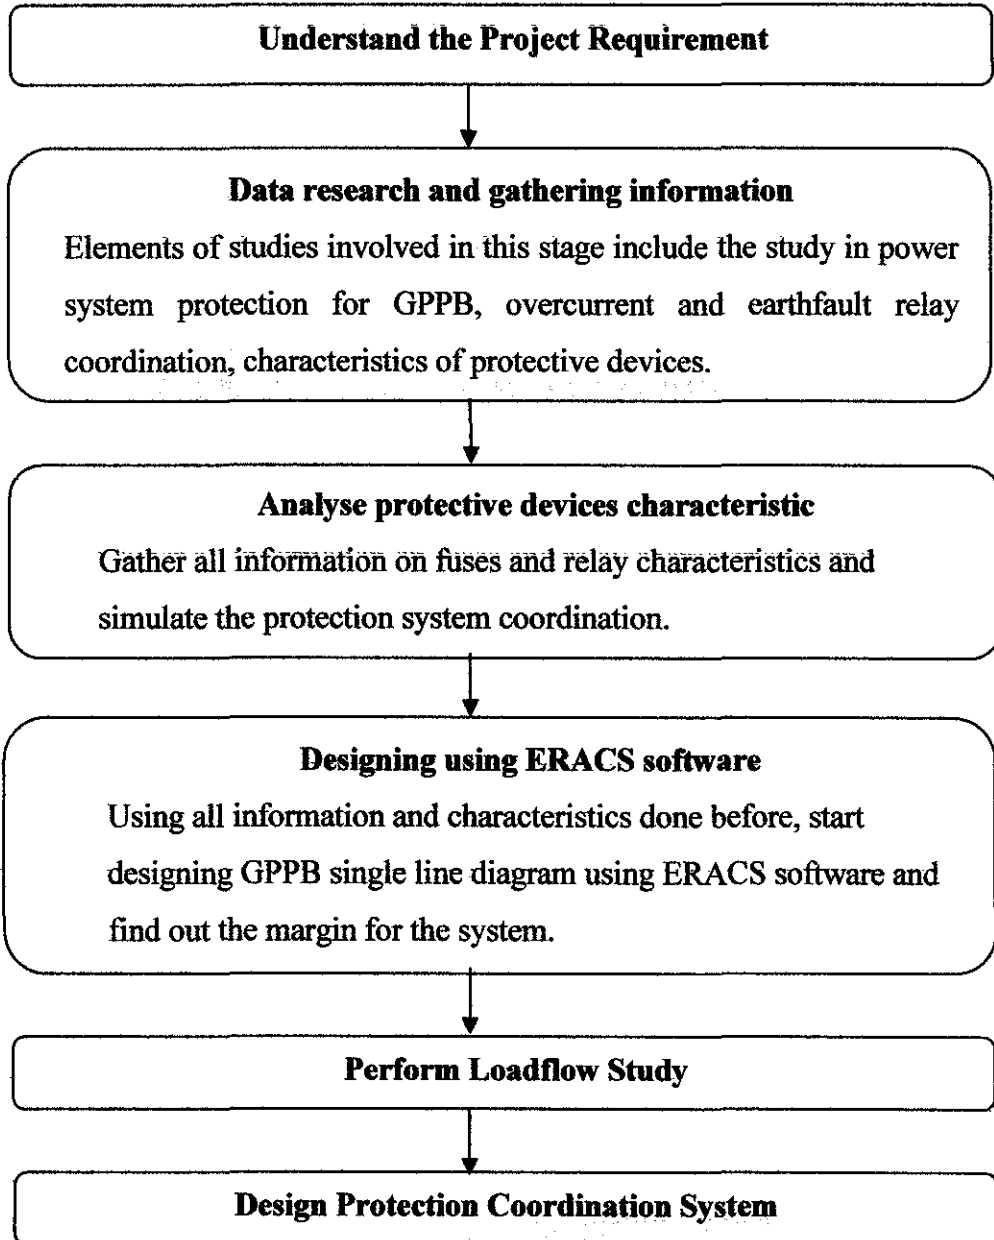 Understand the Project Requirement
Data research and gathering information
Elements of studies involved in this stage include the study in power
system protection for GPPB, overcurrent and earthfault relay
coordination, characteristics of protective devices.
Analyse protective devices characteristic
Gather all information on fuses and relay characteristics and
simulate the protection system coordination.
Designing using ERACS software
Using all information and characteristics done before, start
designing GPPB single line diagram using ERACS software and
find out the margin for the system.
Perform Loadflow Study
Design Protection Coordination System